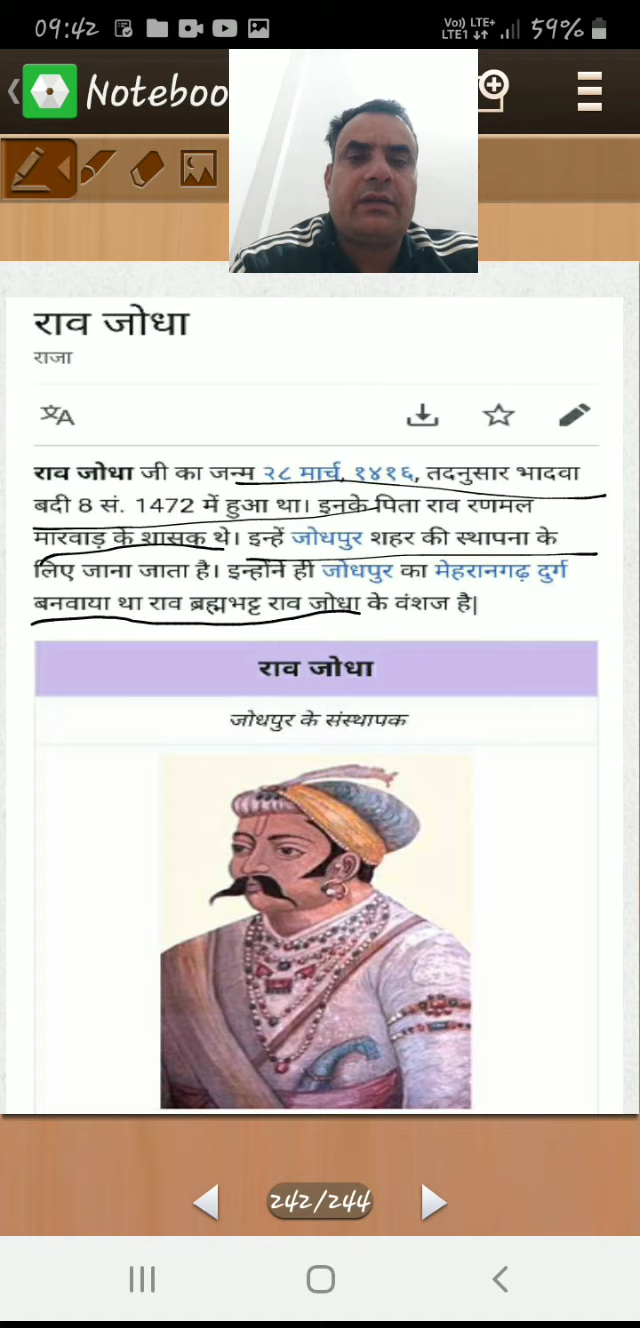 09:42
Vo) LTE+
LTE1 59%
Noteboo
राव जोधा
राजा
राव जोधा जी का जन्म २८ मार्च, १४१६, तदनुसार भादवा
बदी 8 सं. 1472 में हुआ था। इनके पिता राव रणमल
मारवाड़ के शासक थे। इन्हें जोधपुर शहर की स्थापना के
लिए जाना जाता है। इन्होंने ही जोधपुर का मेहरानगढ़ दुर्ग
बनवाया था राव ब्रह्मभट्ट राव जोधा के वंशज है|
राव जोधा
जोधपुर के संस्थापक
242/244